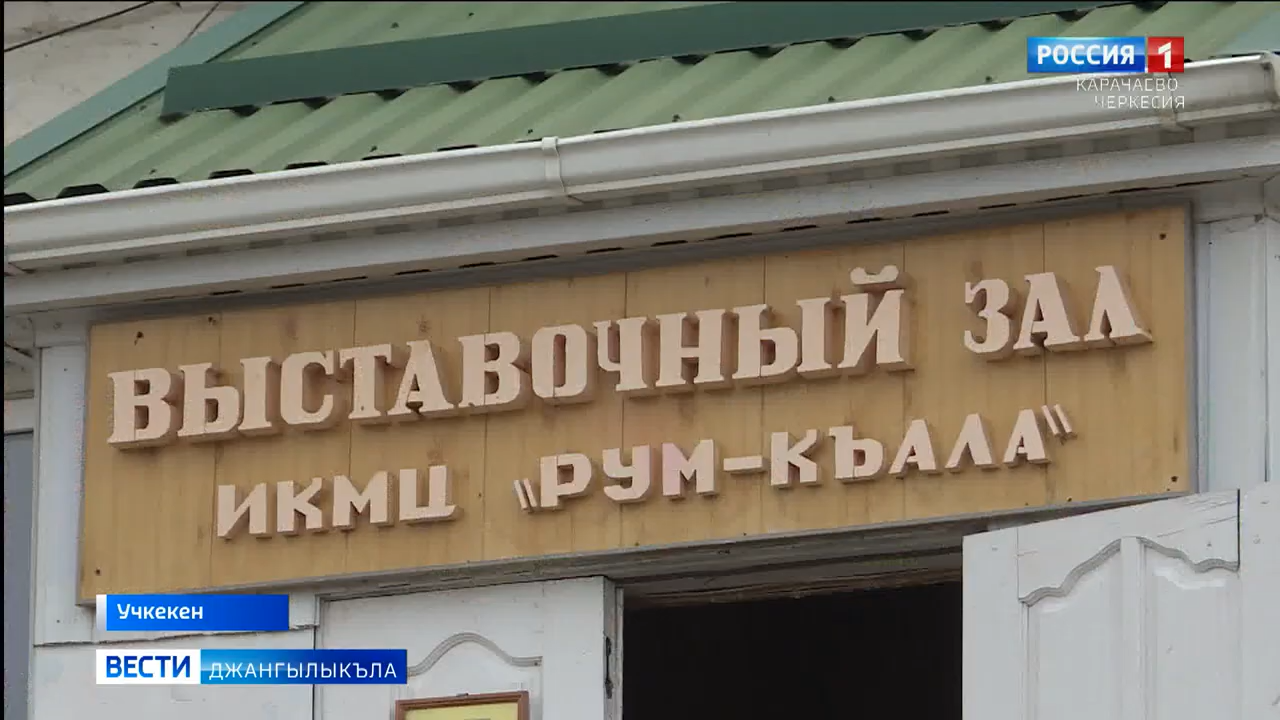 РОССИЯ 1
КАРАЧАЕВО
ЧЕРКЕСИЯ
ВЫСТАВОЧНЫЙ ЗАЛ
ИКМЦ "РУМ-КЪАЛА"
Учкекен
ВЕСТИ ДЖАНГЫЛЫКЪЛА